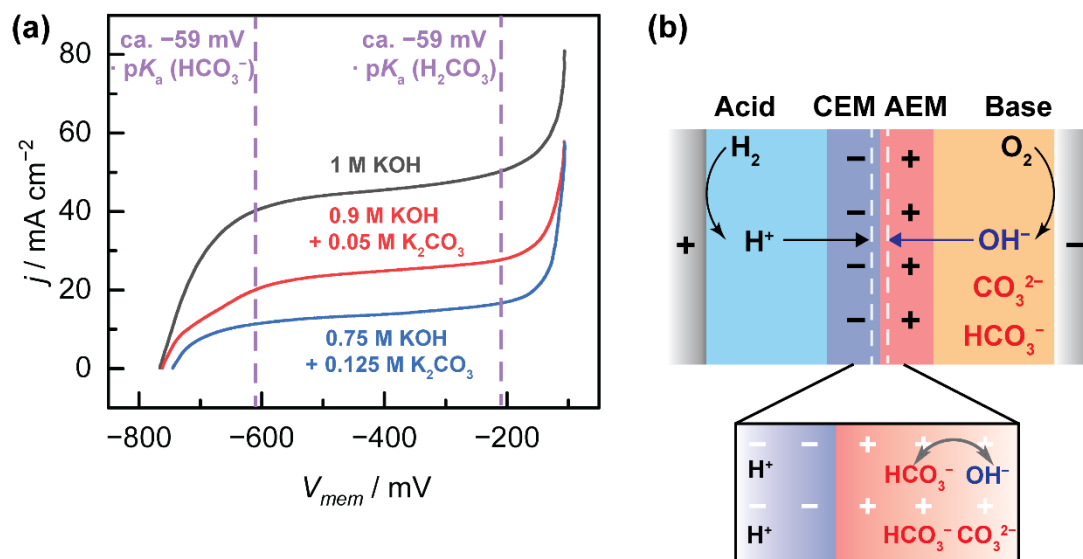 (a)
ca. −59 mV
· pKa (HCO3−)
ca. −59 mV
· pKa (H2CO3)
80
60
40
20
0
j / mA cm−2
1 M KOH
0.9 M KOH
+ 0.05 M K2CO3
0.75 M KOH
+ 0.125 M K2CO3
−800 −600 −400 −200
Vmem / mV
(b)
Acid CEM AEM Base
H2 − + O2
− +
+ H+ OH− −
− + CO32−
− + HCO3−
− − + + +
H+ HCO3− OH−
− − + + +
H+ HCO3− CO32−